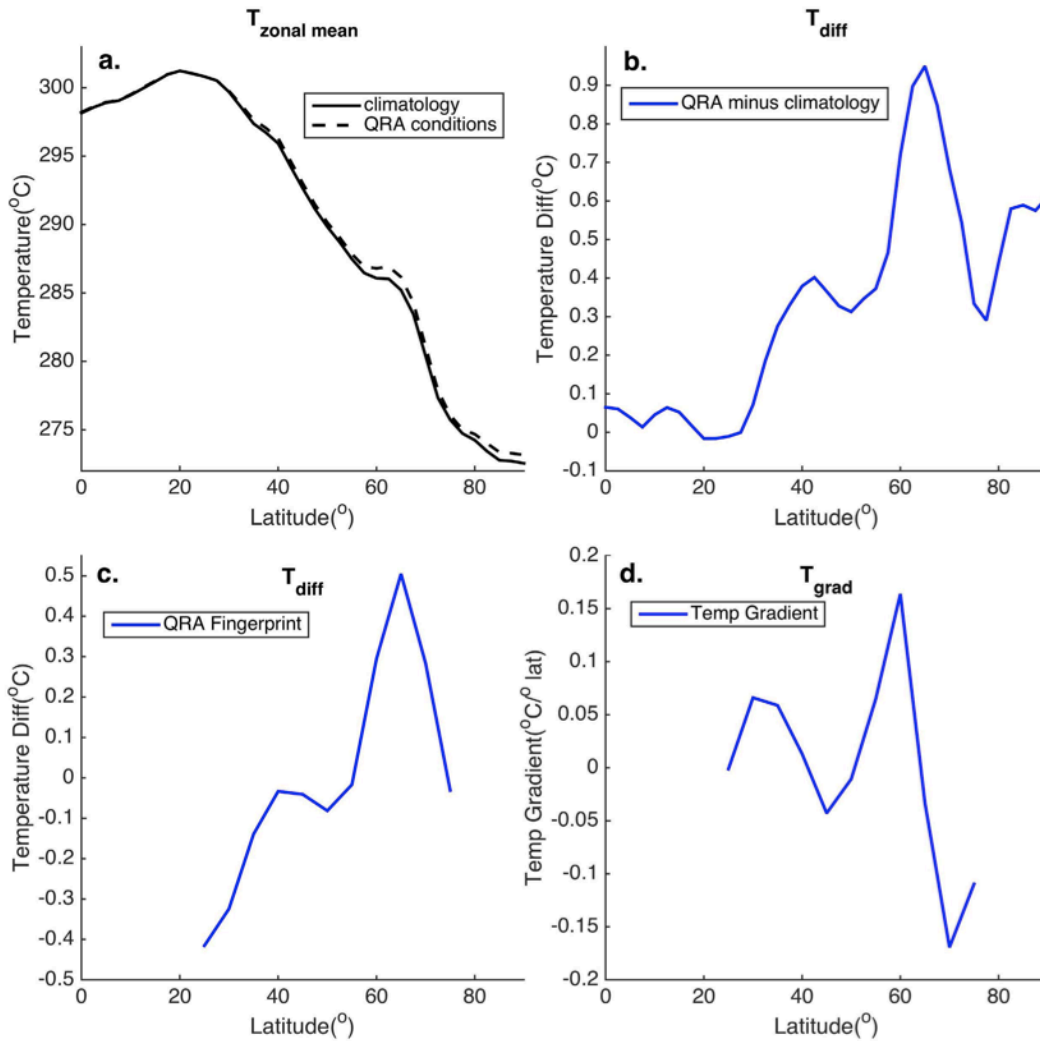 T_zonal mean
a.
climatology
QRA conditions
300
295
290
285
280
275
Temperature(°C)
0 20 40 60 80
Latitude(°)
T_diff
b.
QRA minus climatology
0.9
0.8
0.7
0.6
0.5
0.4
0.3
0.2
0.1
0
-0.1
Temperature Diff(°C)
0 20 40 60 80
Latitude(°)
c.
T_diff
QRA Fingerprint
0.5
0.4
0.3
0.2
0.1
0
-0.1
-0.2
-0.3
-0.4
-0.5
Temperature Diff(°C)
0 20 40 60 80
Latitude(°)
d.
T_grad
Temp Gradient
0.2
0.15
0.1
0.05
0
-0.05
-0.1
-0.15
-0.2
Temp Gradient(°C/° lat)
0 20 40 60 80
Latitude(°)